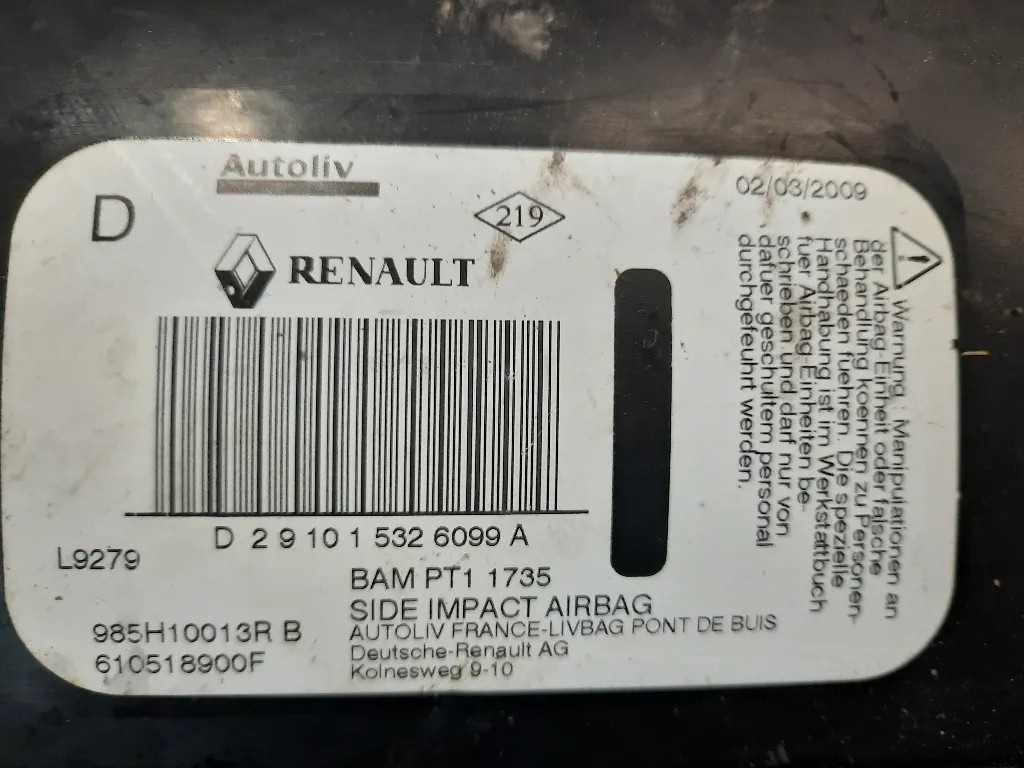 Autoliv
02/03/2009
D
219
RENAULT
D 2 9 10 1 532 6099 A
L9279
BAM PT1 1735
SIDE IMPACT AIRBAG
985H10013R B
AUTOLIV FRANCE-LIVBAG PONT DE BUIS
610518900F
Deutsche-Renault AG
Kolnesweg 9-10
! Warnung : Manipulationen an
der Airbag-Einheit oder falsche
Behandlung koennen zu Personen-
schaeden fuehren. Die spezielle
Handhabung ist im Werkstattbuch
fuer Airbag-Einheiten be-
schrieben und darf nur von
dafuer geschultem personal
durchgefeuhrt werden.